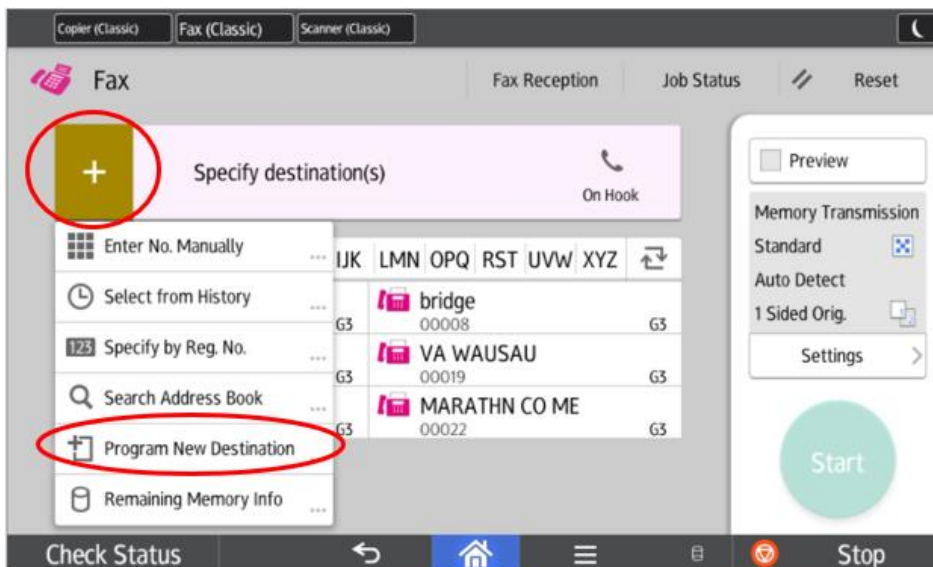 Copier (Classic) Fax (Classic) Scanner (Classic)
Fax Fax Reception Job Status Reset
+ Specify destination(s) On Hook
Preview
Memory Transmission
Standard
Auto Detect
1 Sided Orig.
Settings >
Start
Enter No. Manually ...
Select from History ...
123 Specify by Reg. No. ...
Search Address Book ...
Program New Destination
Remaining Memory Info ...
IJK LMN OPQ RST UVW XYZ
G3 bridge 00008 G3
G3 VA WAUSAU 00019 G3
G3 MARATHN CO ME 00022 G3
Check Status Stop